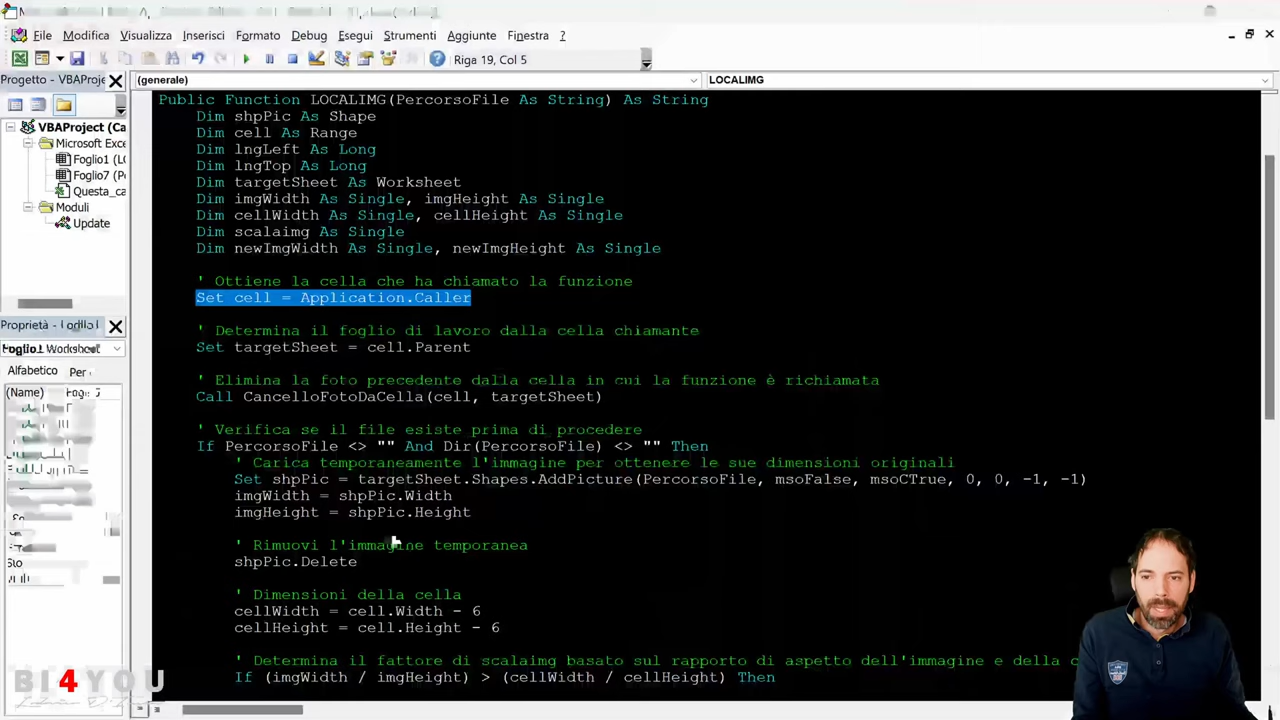 File Modifica Visualizza Inserisci Formato Debug Esegui Strumenti Aggiunte Finestra ?
Riga 19, Col 5
Progetto - VBAProje
(generale)
LOCALIMG
VBAProject (Ca
Microsoft Exce
Foglio1 (LO
Foglio7 (Pe
Questa_ca
Moduli
Update
Alfabetico Per
(Name)
Public Function LOCALIMG(PercorsoFile As String) As String
Dim shpPic As Shape
Dim cell As Range
Dim lngLeft As Long
Dim lngTop As Long
Dim targetSheet As Worksheet
Dim imgWidth As Single, imgHeight As Single
Dim cellWidth As Single, cellHeight As Single
Dim scalaimg As Single
Dim newImgWidth As Single, newImgHeight As Single
' Ottiene la cella che ha chiamato la funzione
Set cell = Application.Caller
' Determina il foglio di lavoro dalla cella chiamante
Set targetSheet = cell.Parent
' Elimina la foto precedente dalla cella in cui la funzione è richiamata
Call CancelloFotoDaCella(cell, targetSheet)
' Verifica se il file esiste prima di procedere
If PercorsoFile <> "" And Dir(PercorsoFile) <> "" Then
' Carica temporaneamente l'immagine per ottenere le sue dimensioni originali
Set shpPic = targetSheet.Shapes.AddPicture(PercorsoFile, msoFalse, msoCTrue, 0, 0, -1, -1)
imgWidth = shpPic.Width
imgHeight = shpPic.Height
' Rimuovi l'immagine temporanea
shpPic.Delete
' Dimensioni della cella
cellWidth = cell.Width - 6
cellHeight = cell.Height - 6
' Determina il fattore di scalaimg basato sul rapporto di aspetto dell'immagine e della c
If (imgWidth / imgHeight) > (cellWidth / cellHeight) Then
BI4YOU